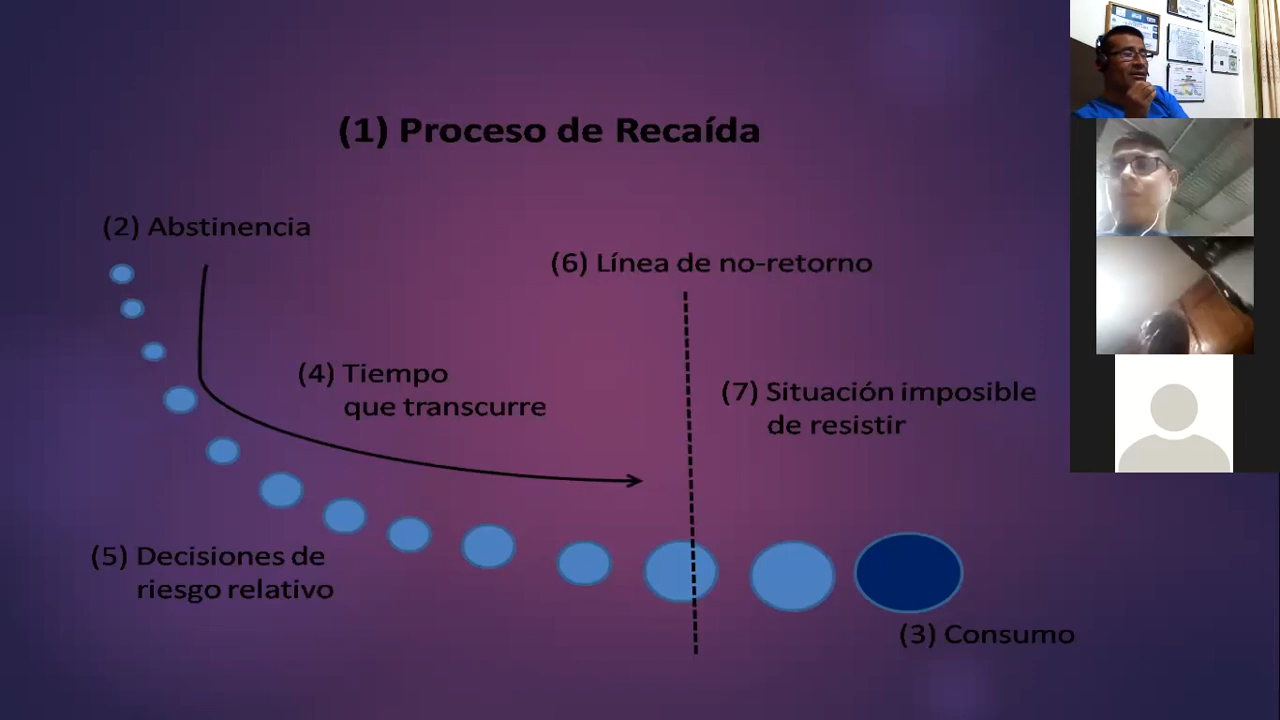 (1) Proceso de Recaída
(2) Abstinencia
(6) Línea de no-retorno
(4) Tiempo
que transcurre
(7) Situación imposible
de resistir
(5) Decisiones de
riesgo relativo
(3) Consumo